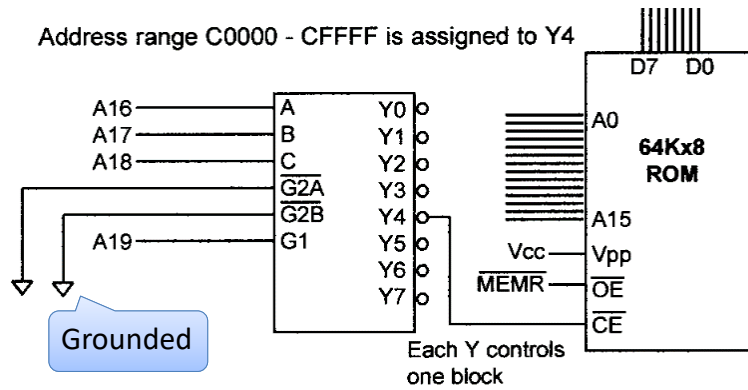 Address range C0000 - CFFFF is assigned to Y4
D7 D0
A16 A Y0 A0
A17 B Y1
A18 C Y2 64Kx8
G2A Y3 ROM
G2B Y4 A15
A19 G1 Y5
Vcc Vpp
Y6
MEMR OE
Y7
Grounded
CE
Each Y controls
one block